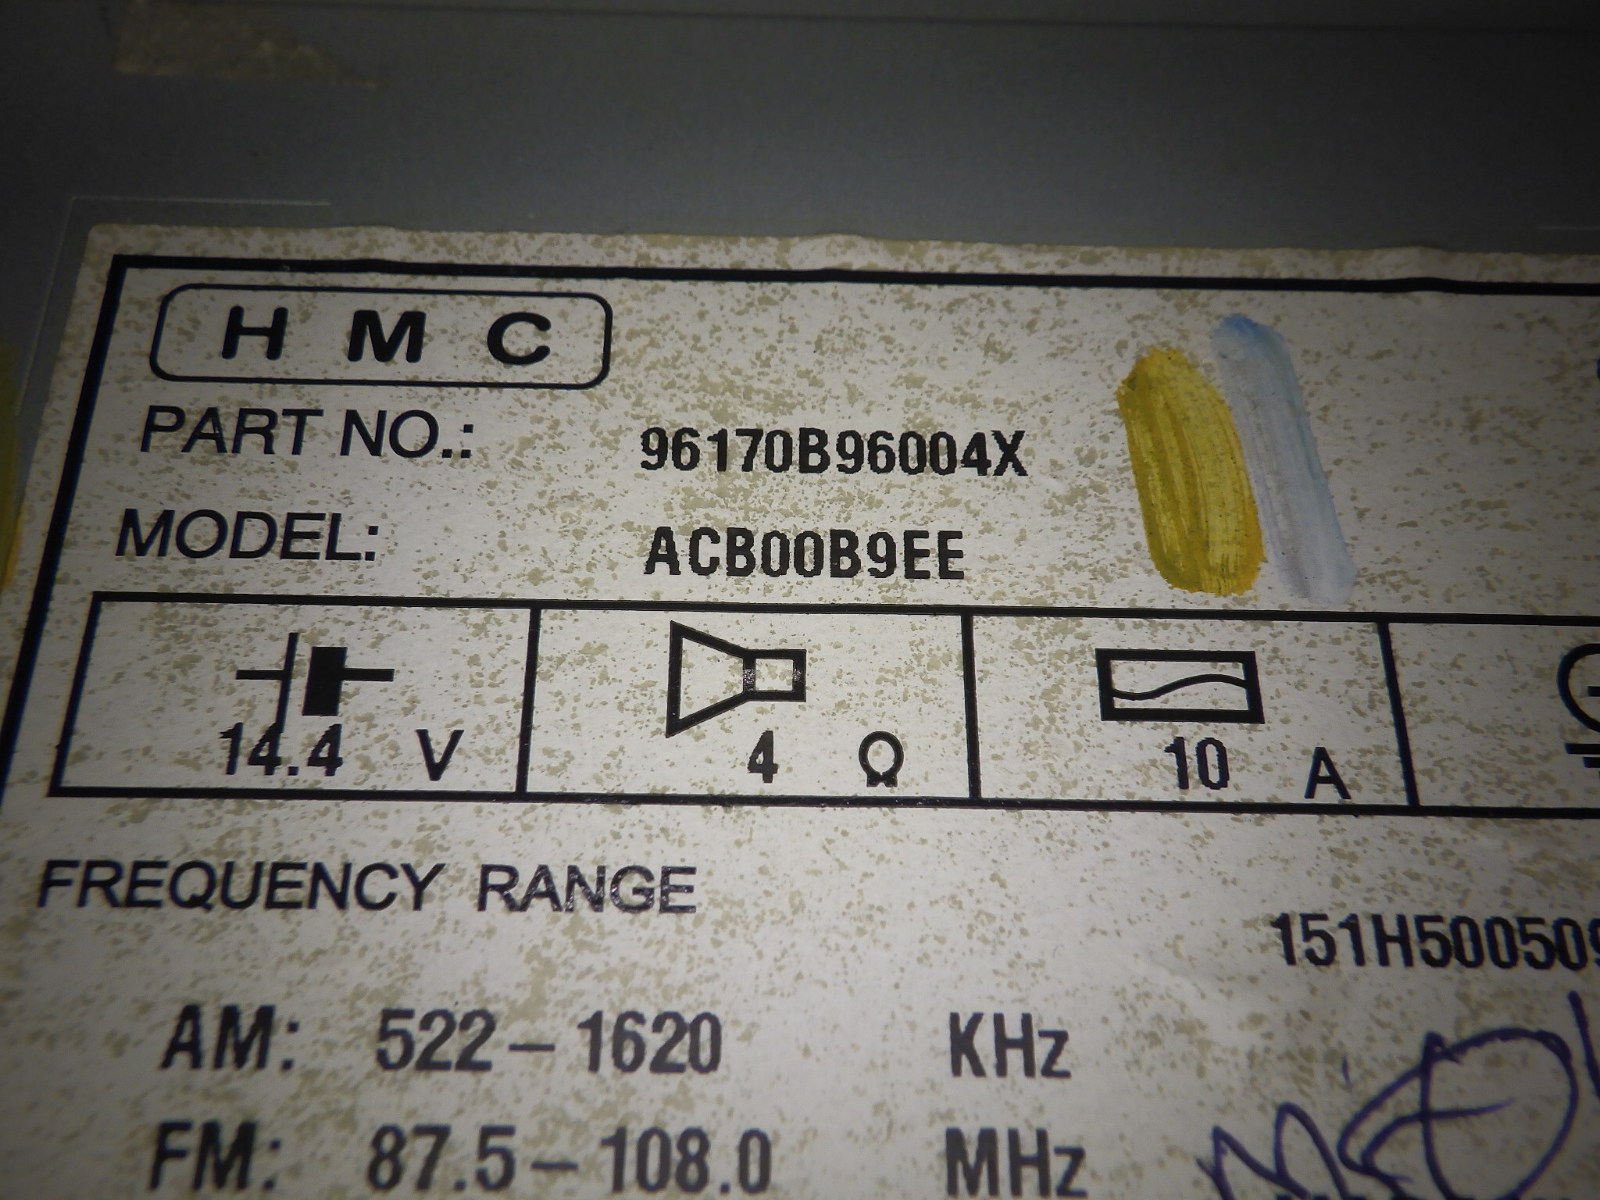 HMC
PART NO.: 96170B96004X
MODEL: ACB00B9EE
14.4 V 4 Ω 10 A
FREQUENCY RANGE
151H500509
AM: 522–1620 KHz
FM: 87.5–108.0 MHz